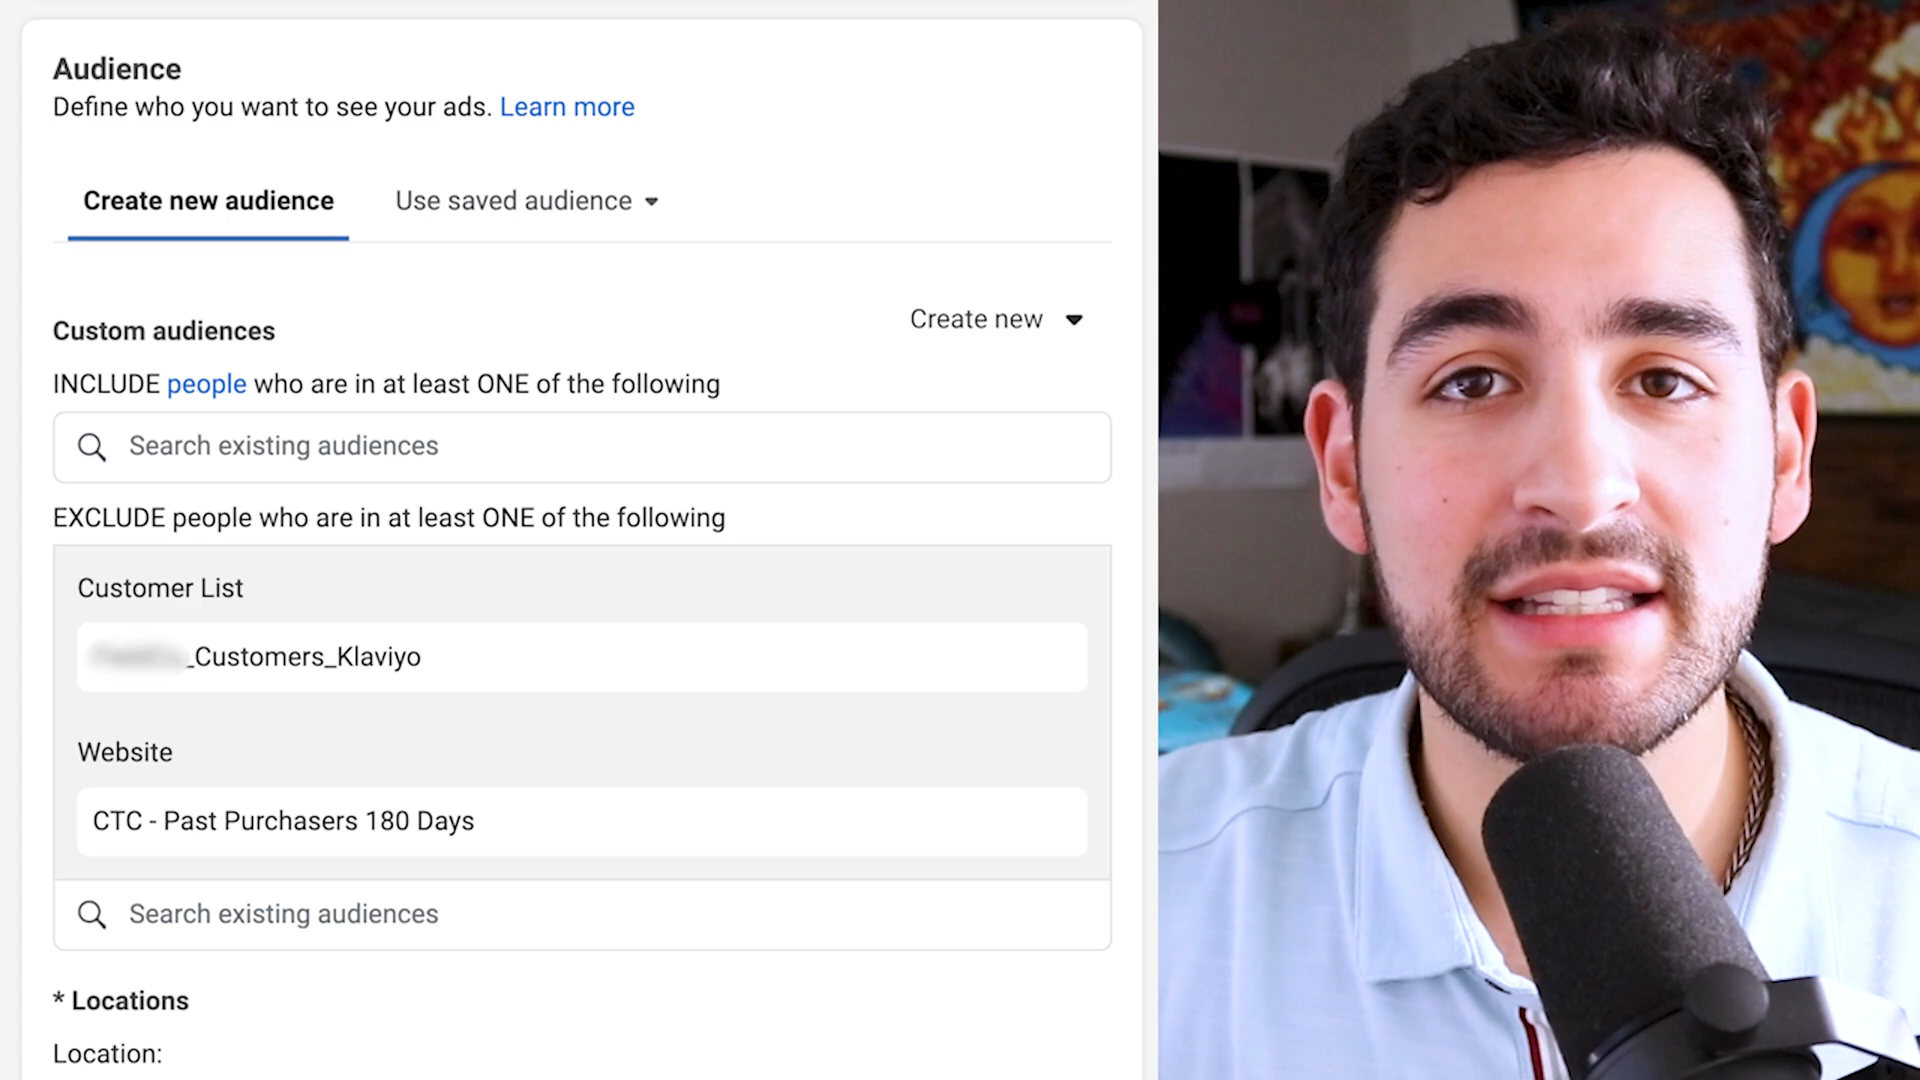 Audience
Define who you want to see your ads. Learn more
Create new audience Use saved audience
Create new
Custom audiences
INCLUDE people who are in at least ONE of the following
Search existing audiences
EXCLUDE people who are in at least ONE of the following
Customer List
_Customers_Klaviyo
Website
CTC - Past Purchasers 180 Days
Search existing audiences
* Locations
Location: